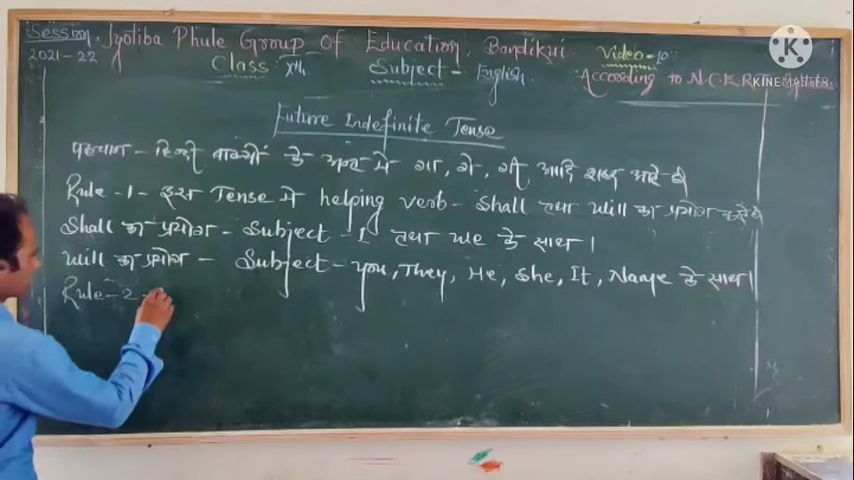 Session Jyotiba Phule Group Of Education, Bandikui Video-10
2021-22 Class Xth Subject - English. According to N.C.E.R.T
KINEMASTER
Future Indefinite Tense
पहचान - हिन्दी वाक्यों के अन्त में गा, गे, गी, आदि शब्द आते हैं
Rule -1- इस Tense में helping verb - Shall तथा will का प्रयोग करते है
Shall का प्रयोग - Subject - I तथा We के साथ।
Will का प्रयोग - Subject - you, They, He, She, It, Name के साथ।
Rule - 2 -